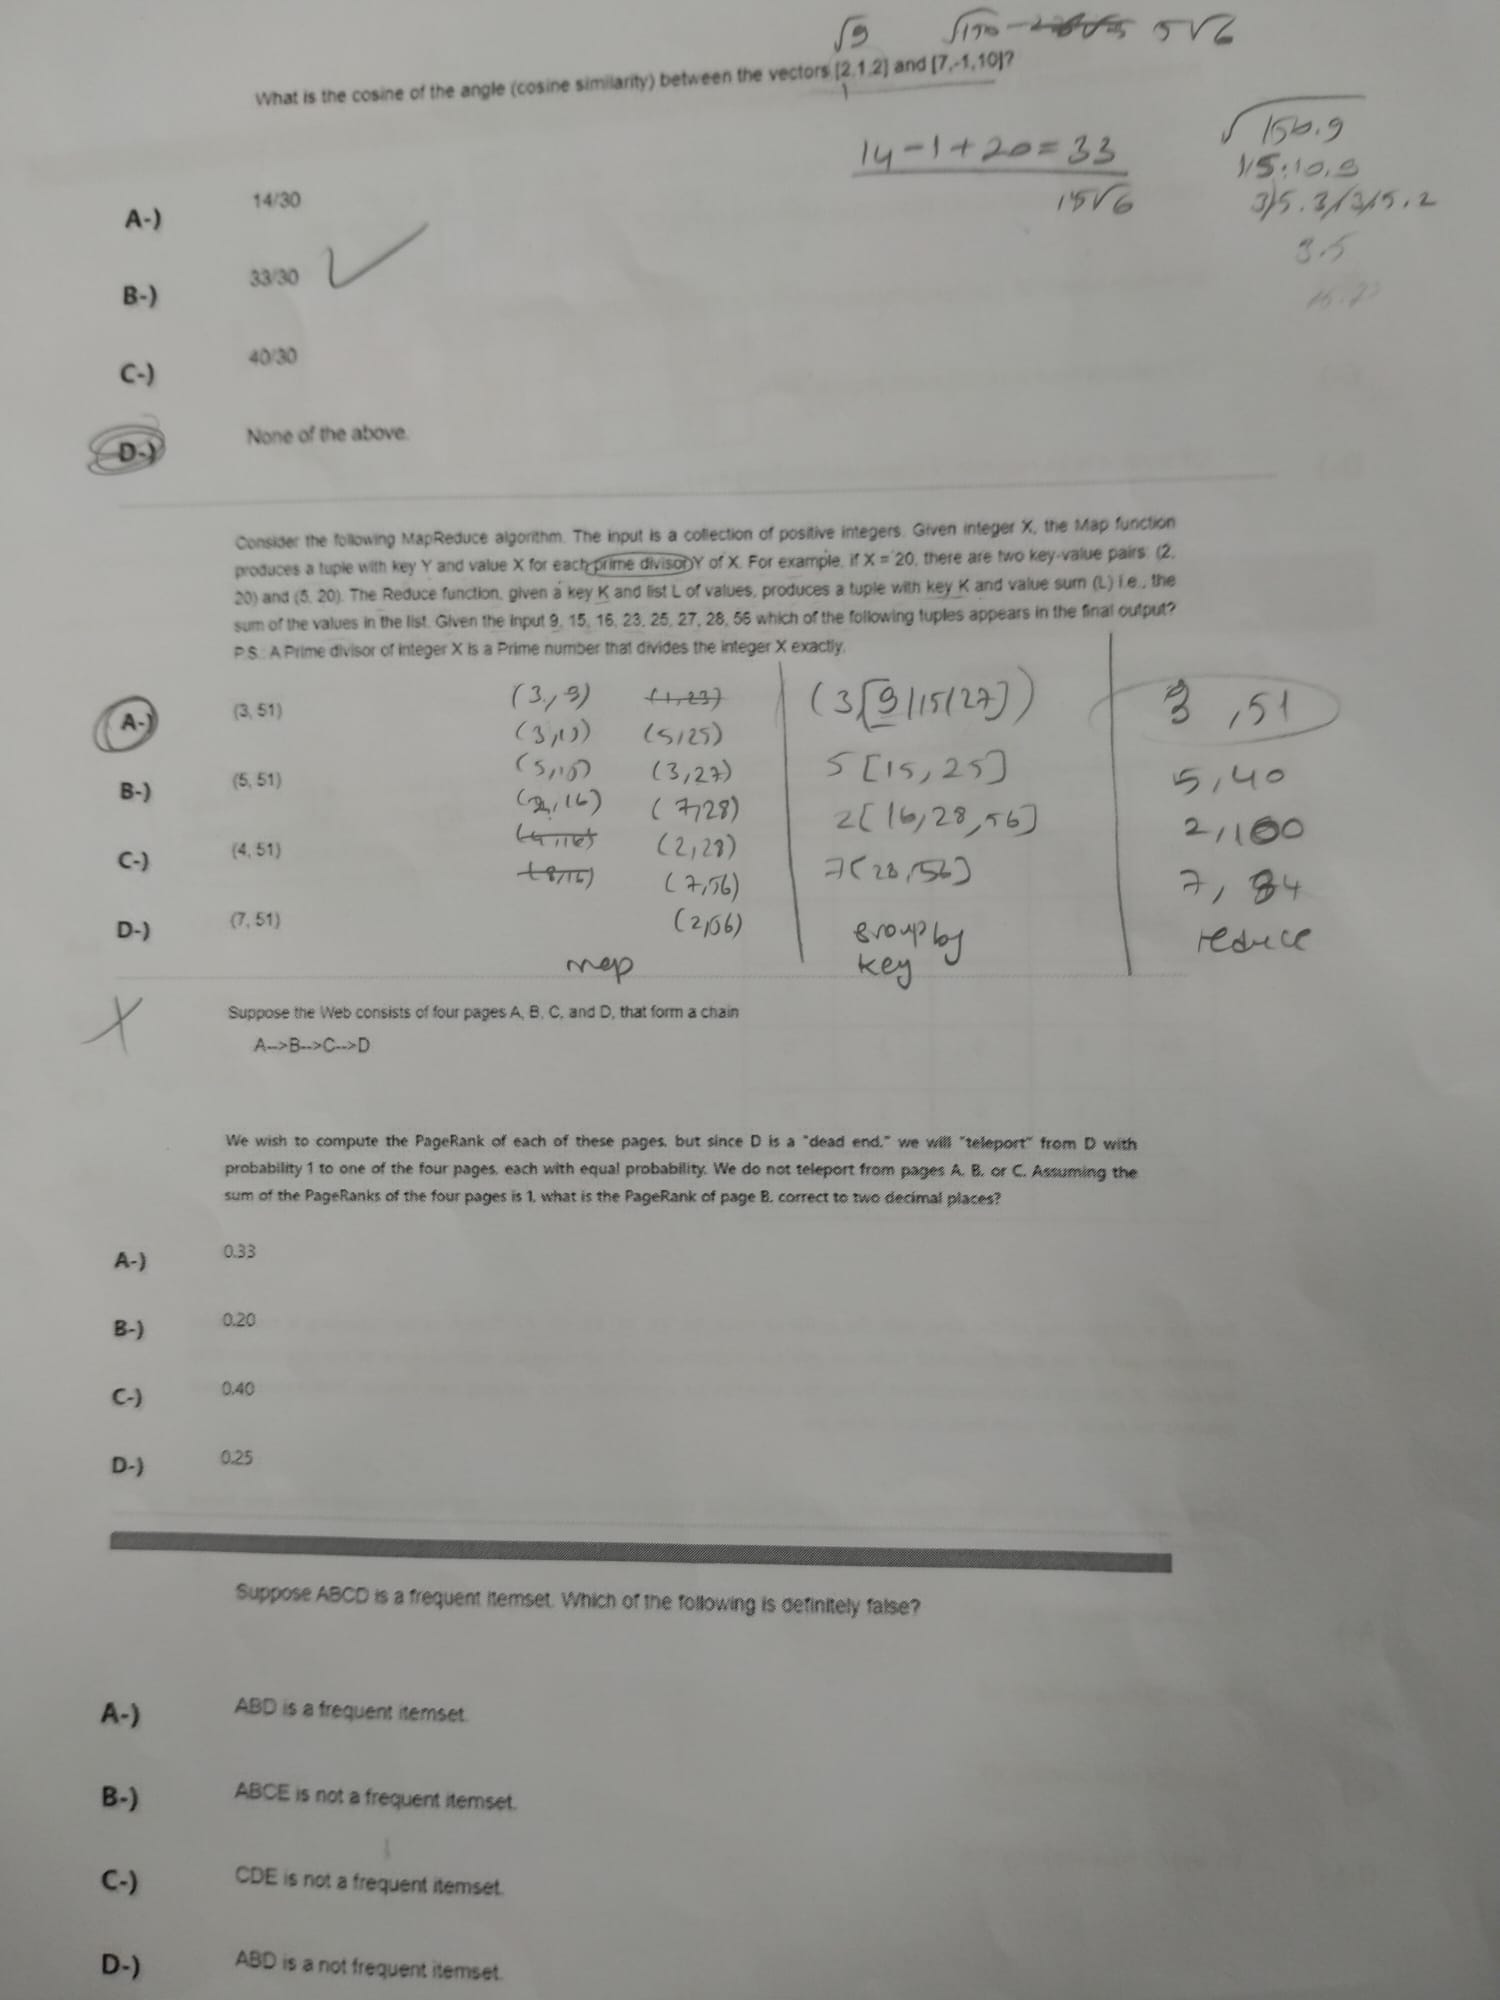 √9 √150 5√6
What is the cosine of the angle (cosine similarity) between the vectors [2,1,2] and [7,-1,10]?
14-1+20=33
15√6
√150.9
15.10.9
3.5
A-) 14/30
B-) 33/30
C-) 40/30
D-) None of the above.
Consider the following MapReduce algorithm. The input is a collection of positive integers. Given integer X, the Map function
produces a tuple with key Y and value X for each prime divisor Y of X. For example, if X = 20, there are two key-value pairs: (2,
20) and (5, 20). The Reduce function, given a key K and list L of values, produces a tuple with key K and value sum (L) i.e., the
sum of the values in the list. Given the input 9, 15, 16, 23, 25, 27, 28, 56 which of the following tuples appears in the final output?
P.S.: A Prime divisor of integer X is a Prime number that divides the integer X exactly.
A-) (3, 51)
B-) (5, 51)
C-) (4, 51)
D-) (7, 51)
(3,9) (1,23)
(5,25)
(5,15) (3,27)
(2,16) (7,28)
(4,16) (2,28)
(8,16) (7,56)
(2,56)
map
(3[9,15,27])
5[15,25]
2[16,28,56]
7[28,56]
group by
key
3,51
5,40
2,100
7,84
reduce
X
Suppose the Web consists of four pages A, B, C, and D, that form a chain
A-->B-->C-->D
We wish to compute the PageRank of each of these pages, but since D is a "dead end," we will "teleport" from D with
probability 1 to one of the four pages, each with equal probability. We do not teleport from pages A, B, or C. Assuming the
sum of the PageRanks of the four pages is 1, what is the PageRank of page B, correct to two decimal places?
A-) 0.33
B-) 0.20
C-) 0.40
D-) 0.25
Suppose ABCD is a frequent itemset. Which of the following is definitely false?
A-) ABD is a frequent itemset.
B-) ABCE is not a frequent itemset.
C-) CDE is not a frequent itemset.
D-) ABD is a not frequent itemset.